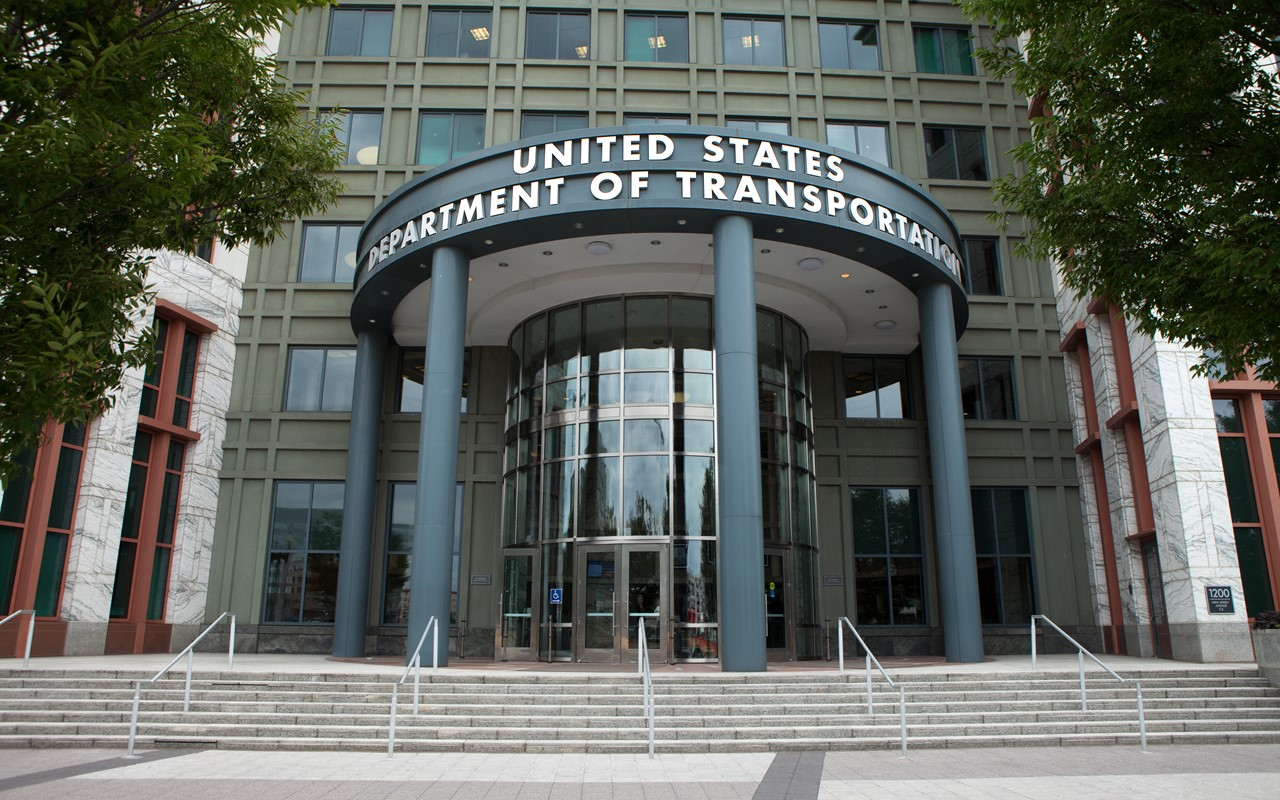 UNITED STATES
DEPARTMENT OF TRANSPORTATION
1200